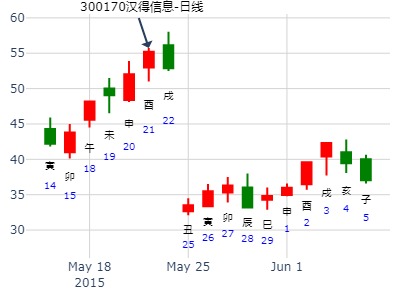 300170汉得信息-日线
60
55
50
45
40
35
30
寅 14
卯 15
午 18
未 19
申 20
酉 21
戌 22
丑 25
寅 26
卯 27
辰 28
巳 29
申 1
酉 2
戌 3
亥 4
子 5
May 18
2015
May 25
Jun 1